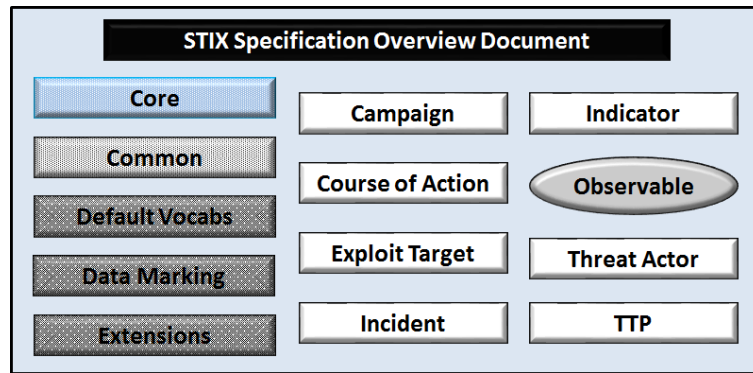 STIX Specification Overview Document
Core
Common
Default Vocabs
Data Marking
Extensions
Campaign
Course of Action
Exploit Target
Incident
Indicator
Observable
Threat Actor
TTP